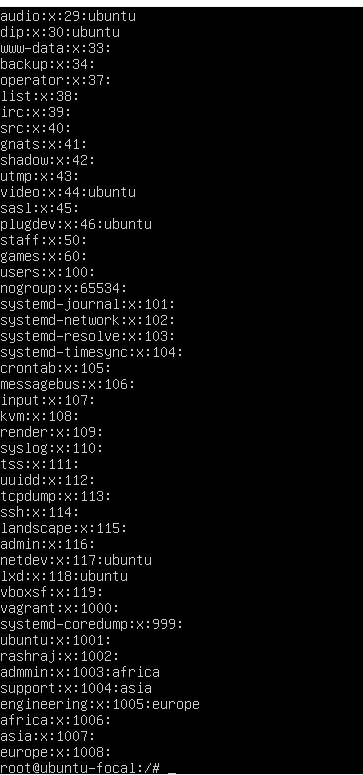 audio:x:29:ubuntu
dip:x:30:ubuntu
www-data:x:33:
backup:x:34:
operator:x:37:
list:x:38:
irc:x:39:
src:x:40:
gnats:x:41:
shadow:x:42:
utmp:x:43:
video:x:44:ubuntu
sasl:x:45:
plugdev:x:46:ubuntu
staff:x:50:
games:x:60:
users:x:100:
nogroup:x:65534:
systemd-journal:x:101:
systemd-network:x:102:
systemd-resolve:x:103:
systemd-timesync:x:104:
crontab:x:105:
messagebus:x:106:
input:x:107:
kvm:x:108:
render:x:109:
syslog:x:110:
tss:x:111:
uuidd:x:112:
tcpdump:x:113:
ssh:x:114:
landscape:x:115:
admin:x:116:
netdev:x:117:ubuntu
lxd:x:118:ubuntu
vboxsf:x:119:
vagrant:x:1000:
systemd-coredump:x:999:
ubuntu:x:1001:
rashraj:x:1002:
admmin:x:1003:africa
support:x:1004:asia
engineering:x:1005:europe
africa:x:1006:
asia:x:1007:
europe:x:1008:
root@ubuntu-focal:/# _